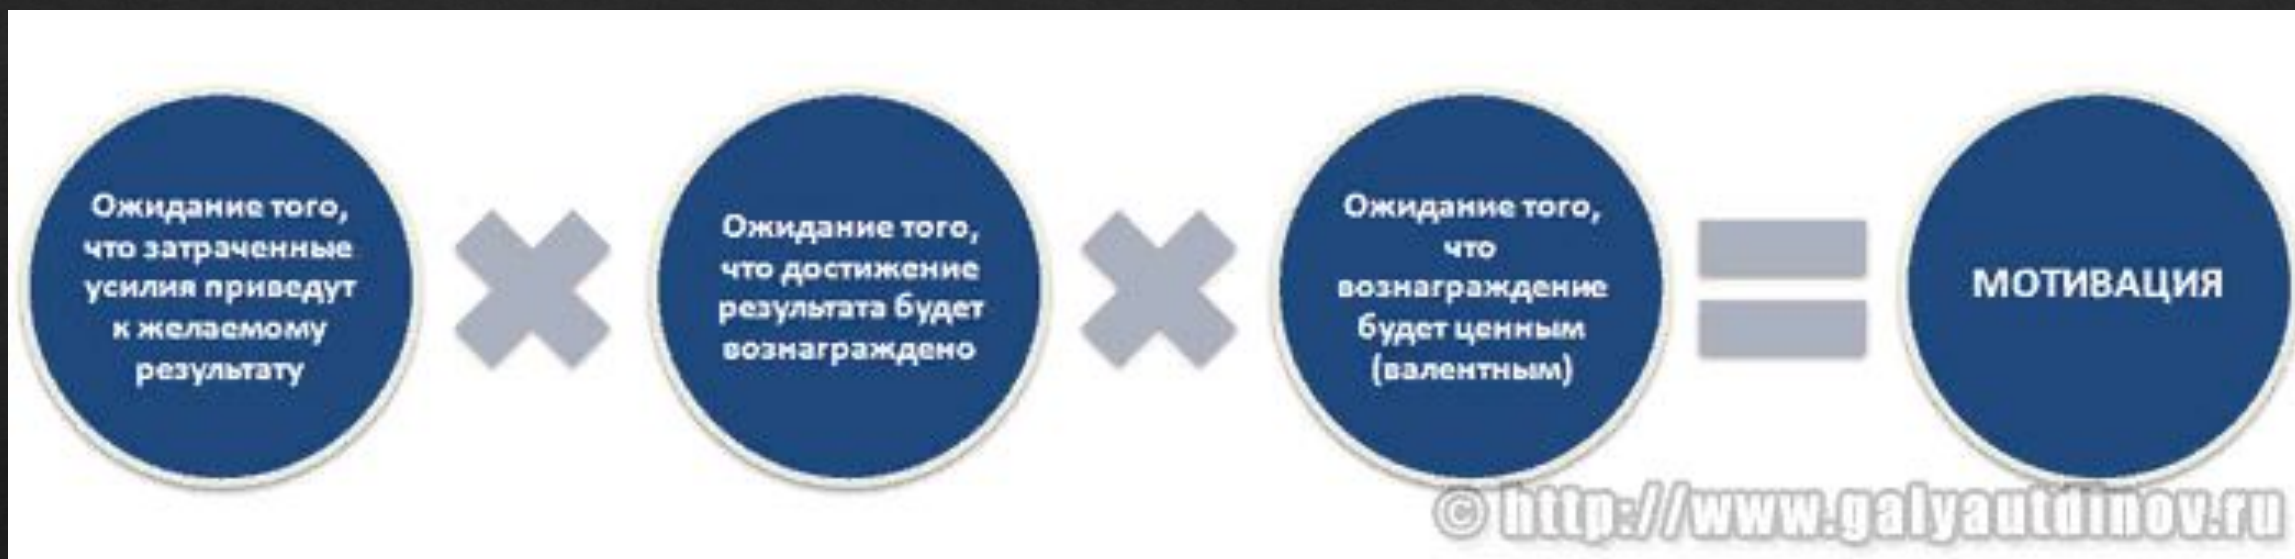 Ожидание того,
что затраченные
усилия приведут
к желаемому
результату
Ожидание того,
что достижение
результата будет
вознаграждено
Ожидание того,
что
вознаграждение
будет ценным
(валентным)
МОТИВАЦИЯ
© http://www.galyautdinov.ru